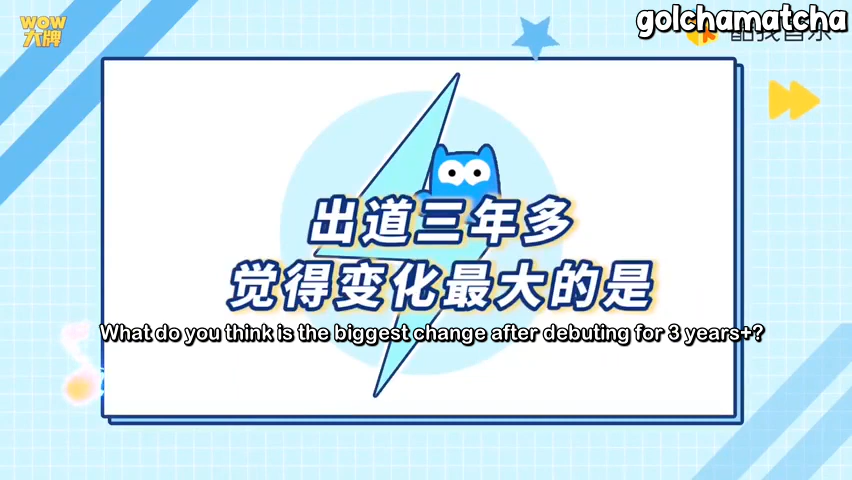 WOW
大牌
golchamatcha
出道三年多
觉得变化最大的是
What do you think is the biggest change after debuting for 3 years+?